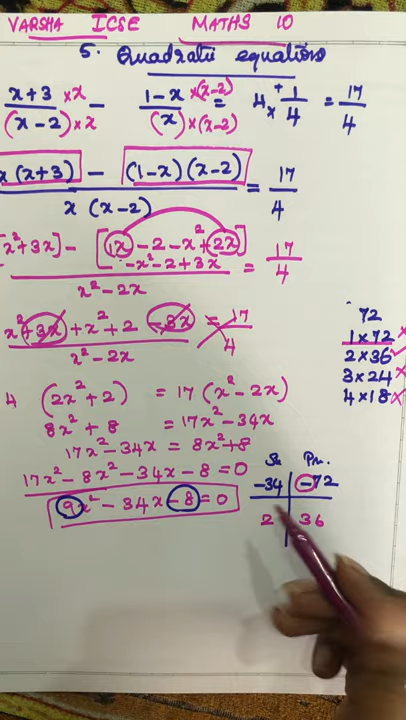 VARSHA ICSE MATHS 10
5. Quadratic equations
x+3 ×x / (x-2) ×x - 1-x ×(x-2) / (x) ×(x-2) = 4 + 1 / × 4 = 17/4
x(x+3) - (1-x)(x-2) / x(x-2) = 17/4
[x²+3x] - [1x-2-x²+2x] / x²-2x = 17/4
-x²-2+3x
x²+3x+x²+2-3x / x²-2x = 17/4
4 (2x²+2) = 17(x²-2x)
8x²+8 = 17x²-34x
17x²-34x = 8x²+8
17x²-8x²-34x-8=0
9x²-34x-8=0
72
1×72 ×
2×36 ✓
3×24 ×
4×18 ×
Su Pr.
-34 | -72
2 | 36